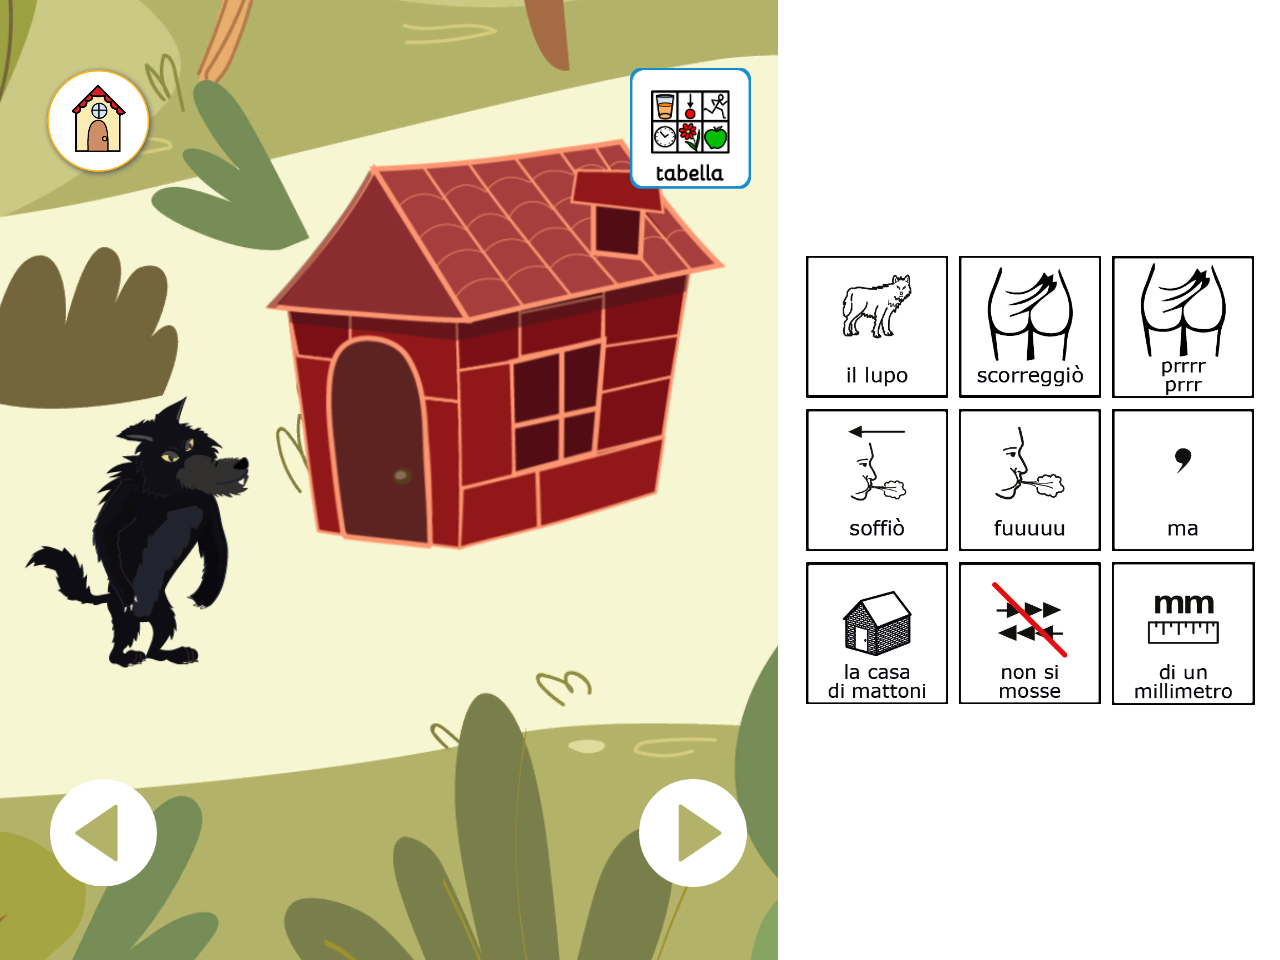 tabella
il lupo
scorreggiò
prrrr
prrr
soffiò
fuuuuu
,
ma
la casa
di mattoni
non si
mosse
mm
di un
millimetro